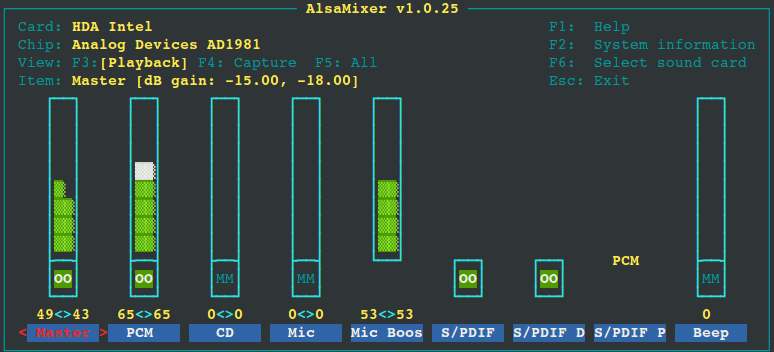 AlsaMixer v1.0.25
Card: HDA Intel F1: Help
Chip: Analog Devices AD1981 F2: System information
View: F3:[Playback] F4: Capture F5: All F6: Select sound card
Item: Master [dB gain: -15.00, -18.00] Esc: Exit
PCM
OO OO MM MM OO OO MM
49<>43 65<>65 0<>0 0<>0 53<>53 0
< Master > PCM CD Mic Mic Boos S/PDIF S/PDIF D S/PDIF P Beep